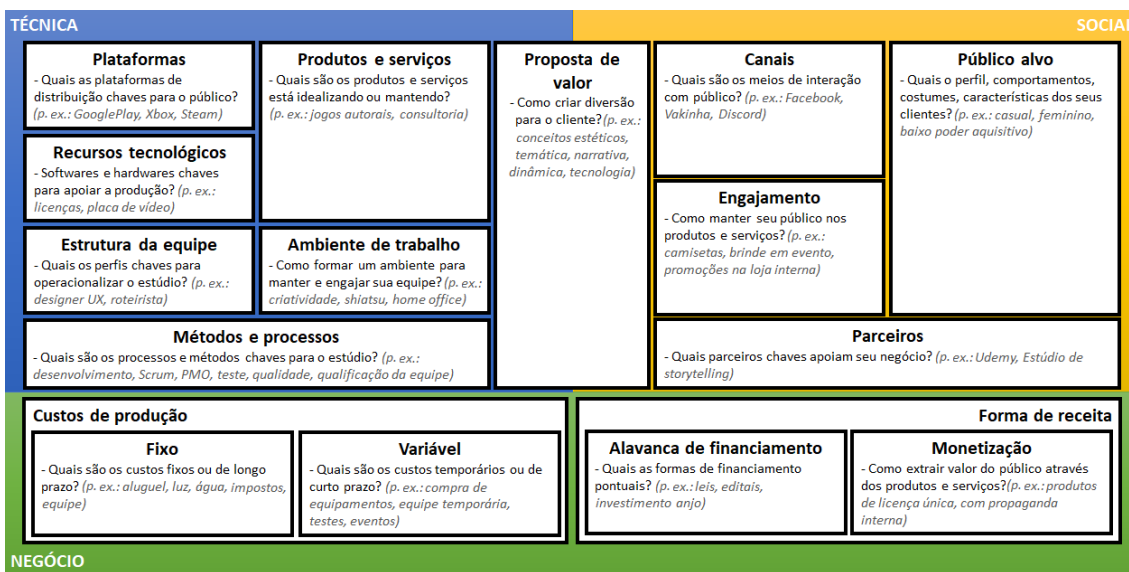 TÉCNICA
SOCIAL
Plataformas
- Quais as plataformas de
distribuição chaves para o público?
(p. ex.: GooglePlay, Xbox, Steam)
Recursos tecnológicos
- Softwares e hardwares chaves
para apoiar a produção? (p. ex.:
licenças, placa de vídeo)
Estrutura da equipe
- Quais os perfis chaves para
operacionalizar o estúdio? (p. ex.:
designer UX, roteirista)
Produtos e serviços
- Quais são os produtos e serviços
está idealizando ou mantendo?
(p. ex.: jogos autorais, consultoria)
Ambiente de trabalho
- Como formar um ambiente para
manter e engajar sua equipe? (p. ex.:
criatividade, shiatsu, home office)
Métodos e processos
- Quais são os processos e métodos chaves para o estúdio? (p. ex.:
desenvolvimento, Scrum, PMO, teste, qualidade, qualificação da equipe)
Proposta de
valor
- Como criar diversão
para o cliente?(p. ex.:
conceitos estéticos,
temática, narrativa,
dinâmica, tecnologia)
Canais
- Quais são os meios de interação
com público? (p. ex.: Facebook,
Vakinha, Discord)
Engajamento
- Como manter seu público nos
produtos e serviços? (p. ex.:
camisetas, brinde em evento,
promoções na loja interna)
Público alvo
- Quais o perfil, comportamentos,
costumes, características dos seus
clientes? (p. ex.: casual, feminino,
baixo poder aquisitivo)
Parceiros
- Quais parceiros chaves apoiam seu negócio? (p. ex.: Udemy, Estúdio de
storytelling)
Custos de produção
Fixo
- Quais são os custos fixos ou de longo
prazo? (p. ex.: aluguel, luz, água, impostos,
equipe)
Variável
- Quais são os custos temporários ou de
curto prazo? (p. ex.: compra de
equipamentos, equipe temporária,
testes, eventos)
Forma de receita
Alavanca de financiamento
- Quais as formas de financiamento
pontuais? (p. ex.: leis, editais,
investimento anjo)
Monetização
- Como extrair valor do público através
dos produtos e serviços?(p. ex.: produtos
de licença única, com propaganda
interna)
NEGÓCIO